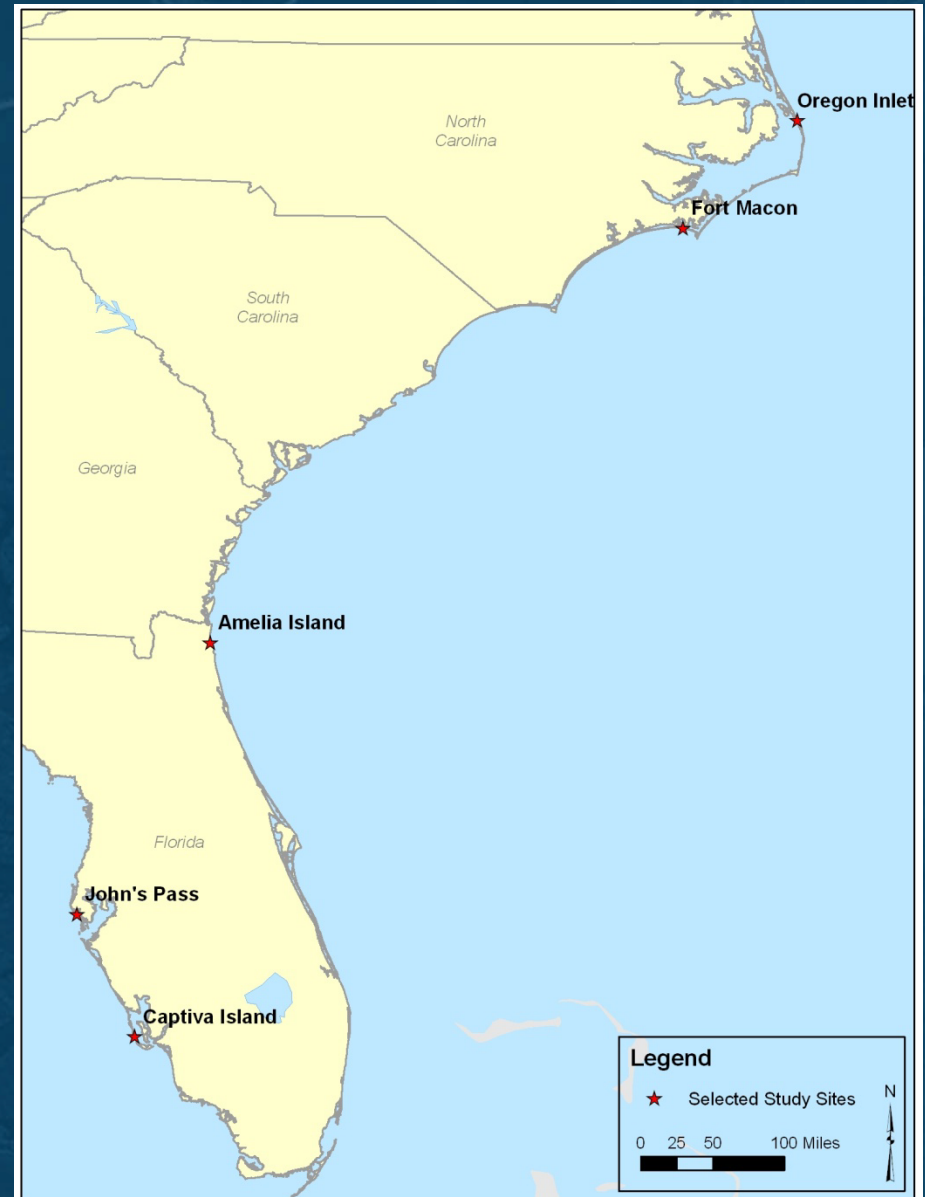 Oregon Inlet
North
Carolina
Fort Macon
South
Carolina
Georgia
Amelia Island
Florida
John's Pass
Captiva Island
Legend
Selected Study Sites
N
0 25 50 100 Miles